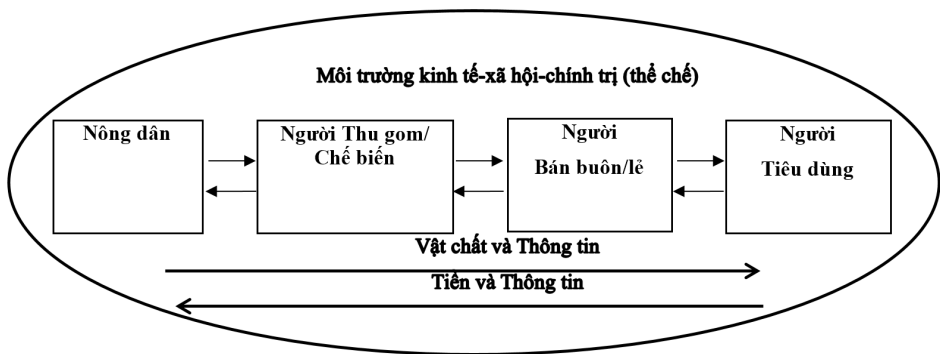 Môi trường kinh tế-xã hội-chính trị (thể chế)
Nông dân
Người Thu gom/
Chế biến
Người
Bán buôn/lẻ
Người
Tiêu dùng
Vật chất và Thông tin
Tiền và Thông tin